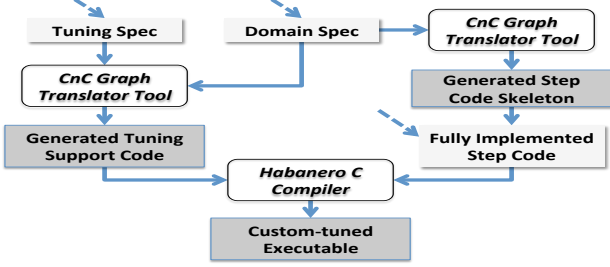 Tuning Spec
Domain Spec
CnC Graph
Translator Tool
CnC Graph
Translator Tool
Generated Step
Code Skeleton
Generated Tuning
Support Code
Fully Implemented
Step Code
Habanero C
Compiler
Custom-tuned
Executable